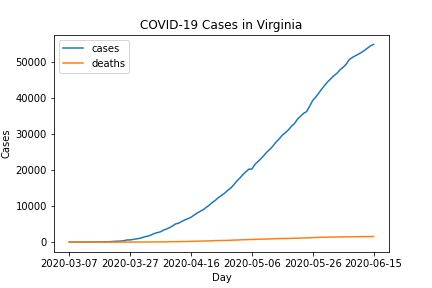 COVID-19 Cases in Virginia
cases
deaths
50000
40000
30000
20000
10000
0
Cases
2020-03-07 2020-03-27 2020-04-16 2020-05-06 2020-05-26 2020-06-15
Day